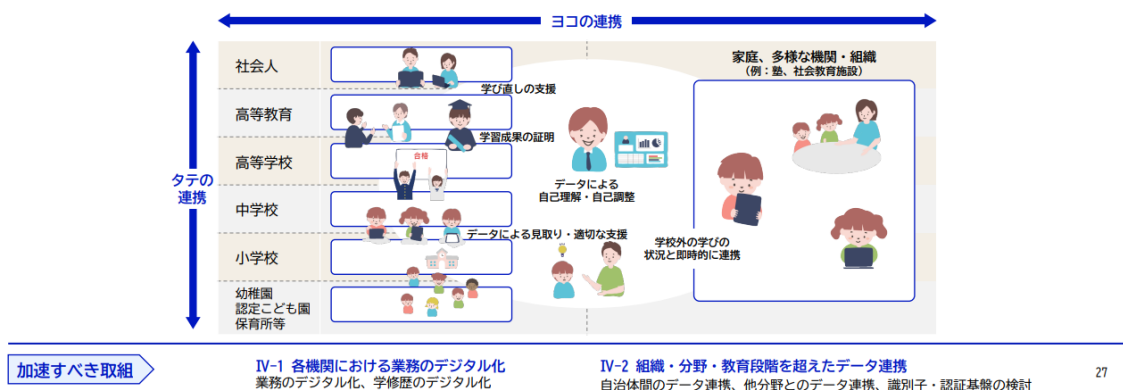 ヨコの連携
タテの
連携
社会人
高等教育
高等学校
中学校
小学校
幼稚園
認定こども園
保育所等
学び直しの支援
学習成果の証明
合格
データによる
自己理解・自己調整
データによる見取り・適切な支援
学校外の学びの
状況と即時的に連携
家庭、多様な機関・組織
（例：塾、社会教育施設）
加速すべき取組
Ⅳ-1 各機関における業務のデジタル化
業務のデジタル化、学修歴のデジタル化
Ⅳ-2 組織・分野・教育段階を超えたデータ連携
自治体間のデータ連携、他分野とのデータ連携、識別子・認証基盤の検討
27